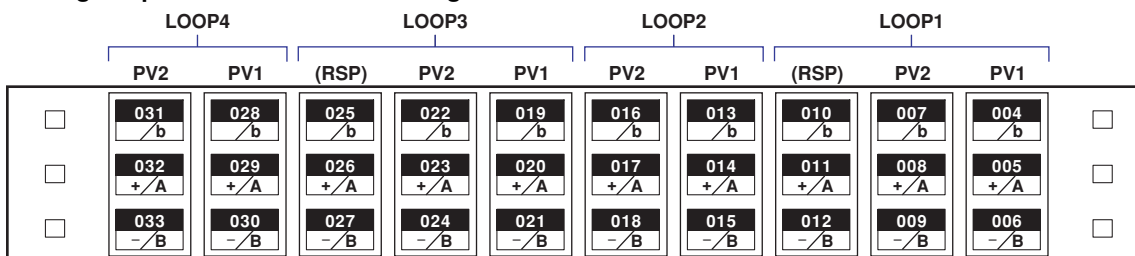 LOOP4 LOOP3 LOOP2 LOOP1
PV2 PV1 (RSP) PV2 PV1 PV2 PV1 (RSP) PV2 PV1
031 028 025 022 019 016 013 010 007 004
/b /b /b /b /b /b /b /b /b /b
032 029 026 023 020 017 014 011 008 005
+/A +/A +/A +/A +/A +/A +/A +/A +/A +/A
033 030 027 024 021 018 015 012 009 006
−/B −/B −/B −/B −/B −/B −/B −/B −/B −/B